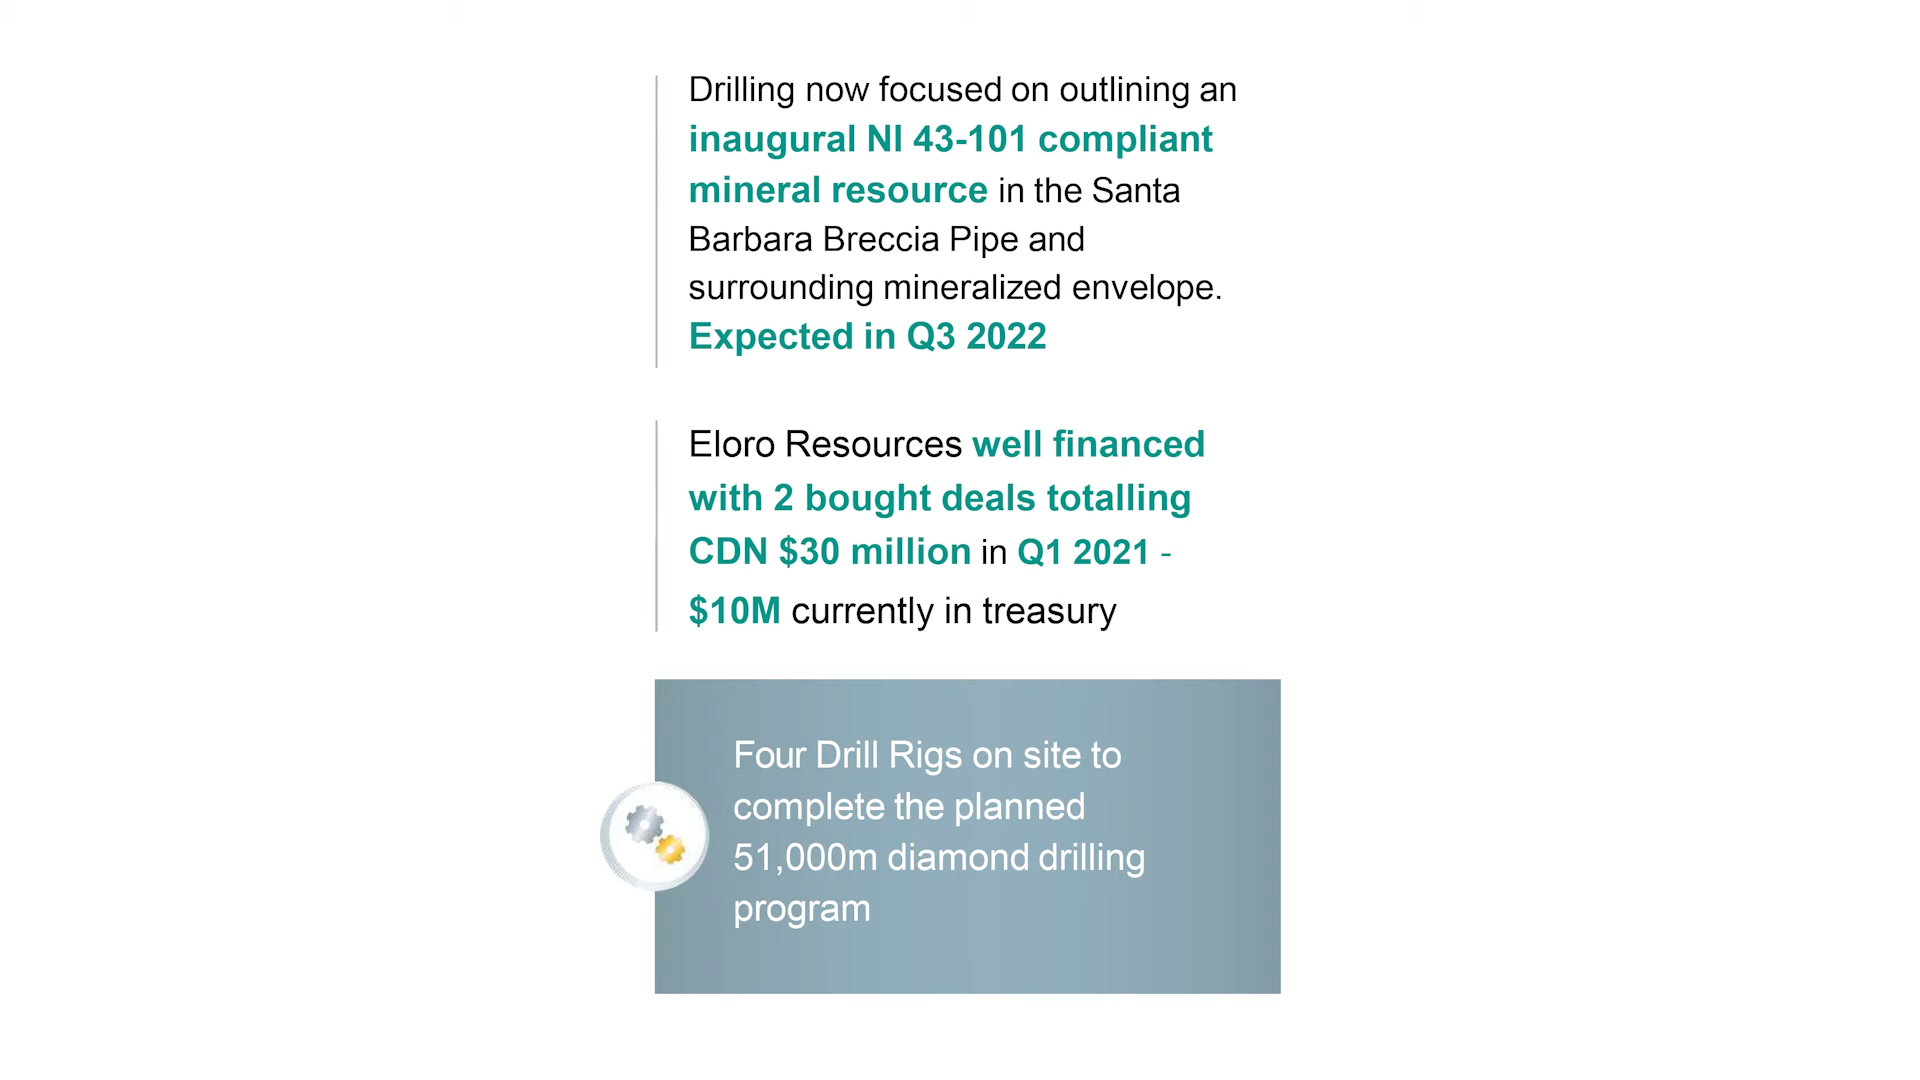 Drilling now focused on outlining an
inaugural NI 43-101 compliant
mineral resource in the Santa
Barbara Breccia Pipe and
surrounding mineralized envelope.
Expected in Q3 2022
Eloro Resources well financed
with 2 bought deals totalling
CDN $30 million in Q1 2021 -
$10M currently in treasury
Four Drill Rigs on site to
complete the planned
51,000m diamond drilling
program